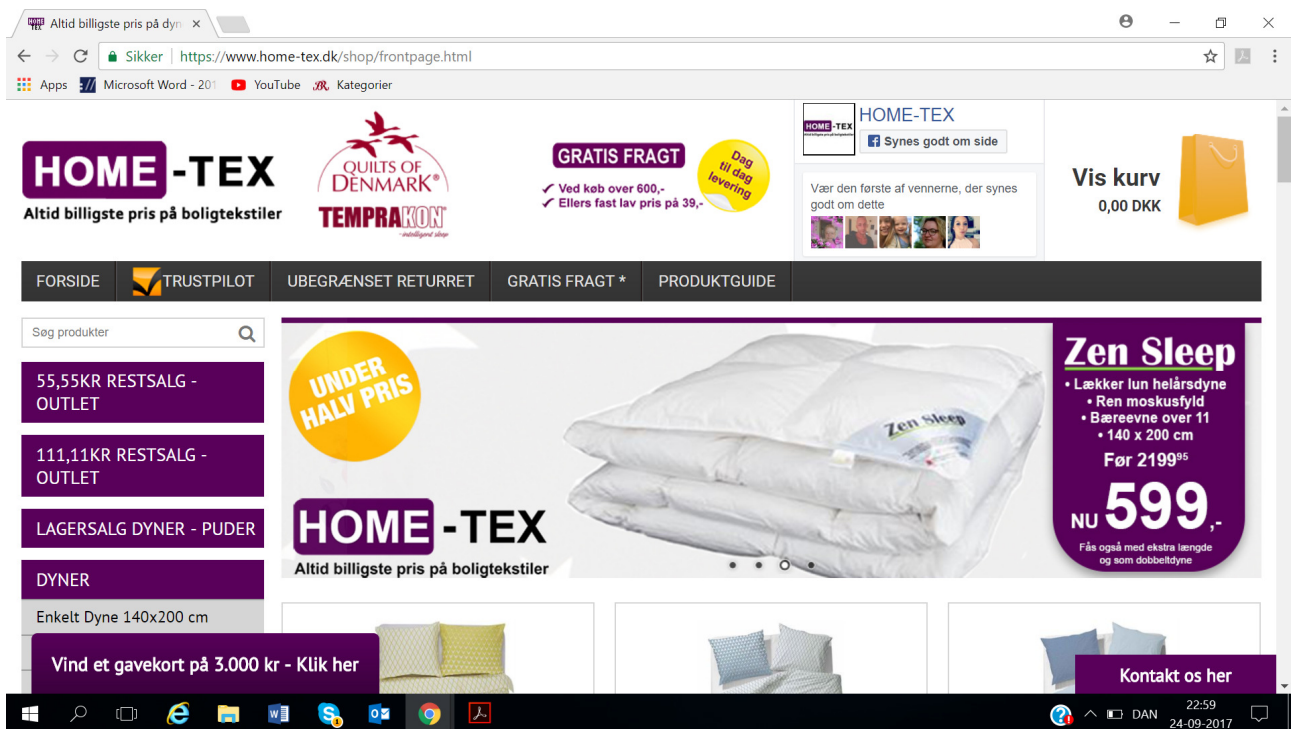 Altid billigste pris på dyn
Sikker https://www.home-tex.dk/shop/frontpage.html
Apps Microsoft Word - 201 YouTube Kategorier
HOME-TEX
Altid billigste pris på boligtekstiler
QUILTS OF
DENMARK®
TEMPRAKON
-intelligent sleep
GRATIS FRAGT
Ved køb over 600,-
Ellers fast lav pris på 39,-
Dag
til dag
levering
HOME-TEX
HOME-TEX
Synes godt om side
Vær den første af vennerne, der synes
godt om dette
Vis kurv
0,00 DKK
FORSIDE TRUSTPILOT UBEGRÆNSET RETURRET GRATIS FRAGT * PRODUKTGUIDE
Søg produkter
55,55KR RESTSALG -
OUTLET
111,11KR RESTSALG -
OUTLET
LAGERSALG DYNER - PUDER
DYNER
Enkelt Dyne 140x200 cm
Vind et gavekort på 3.000 kr - Klik her
UNDER
HALV PRIS
HOME-TEX
Altid billigste pris på boligtekstiler
Zen Sleep
Zen Sleep
• Lækker lun helårsdyne
• Ren moskusfyld
• Bæreevne over 11
• 140 x 200 cm
Før 2199⁹⁵
NU 599,-
Fås også med ekstra længde
og som dobbeltdyne
Kontakt os her
DAN
22:59
24-09-2017